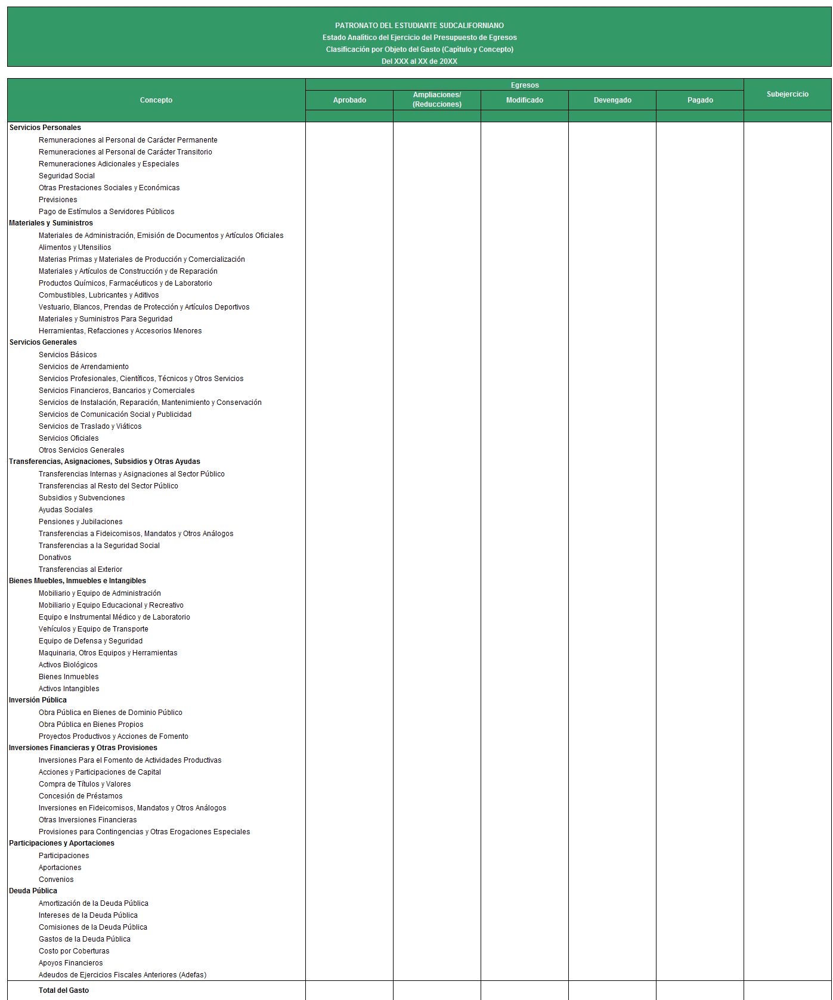 PATRONATO DEL ESTUDIANTE SUDCALIFORNIANO
Estado Analítico del Ejercicio del Presupuesto de Egresos
Clasificación por Objeto del Gasto (Capítulo y Concepto)
Del XXX al XX de 20XX
Concepto
Egresos
Subejercicio
Aprobado
Ampliaciones/
(Reducciones)
Modificado
Devengado
Pagado
Servicios Personales
Remuneraciones al Personal de Carácter Permanente
Remuneraciones al Personal de Carácter Transitorio
Remuneraciones Adicionales y Especiales
Seguridad Social
Otras Prestaciones Sociales y Económicas
Previsiones
Pago de Estímulos a Servidores Públicos
Materiales y Suministros
Materiales de Administración, Emisión de Documentos y Artículos Oficiales
Alimentos y Utensilios
Materias Primas y Materiales de Producción y Comercialización
Materiales y Artículos de Construcción y de Reparación
Productos Químicos, Farmacéuticos y de Laboratorio
Combustibles, Lubricantes y Aditivos
Vestuario, Blancos, Prendas de Protección y Artículos Deportivos
Materiales y Suministros Para Seguridad
Herramientas, Refacciones y Accesorios Menores
Servicios Generales
Servicios Básicos
Servicios de Arrendamiento
Servicios Profesionales, Científicos, Técnicos y Otros Servicios
Servicios Financieros, Bancarios y Comerciales
Servicios de Instalación, Reparación, Mantenimiento y Conservación
Servicios de Comunicación Social y Publicidad
Servicios de Traslado y Viáticos
Servicios Oficiales
Otros Servicios Generales
Transferencias, Asignaciones, Subsidios y Otras Ayudas
Transferencias Internas y Asignaciones al Sector Público
Transferencias al Resto del Sector Público
Subsidios y Subvenciones
Ayudas Sociales
Pensiones y Jubilaciones
Transferencias a Fideicomisos, Mandatos y Otros Análogos
Transferencias a la Seguridad Social
Donativos
Transferencias al Exterior
Bienes Muebles, Inmuebles e Intangibles
Mobiliario y Equipo de Administración
Mobiliario y Equipo Educacional y Recreativo
Equipo e Instrumental Médico y de Laboratorio
Vehículos y Equipo de Transporte
Equipo de Defensa y Seguridad
Maquinaria, Otros Equipos y Herramientas
Activos Biológicos
Bienes Inmuebles
Activos Intangibles
Inversión Pública
Obra Pública en Bienes de Dominio Público
Obra Pública en Bienes Propios
Proyectos Productivos y Acciones de Fomento
Inversiones Financieras y Otras Provisiones
Inversiones Para el Fomento de Actividades Productivas
Acciones y Participaciones de Capital
Compra de Títulos y Valores
Concesión de Préstamos
Inversiones en Fideicomisos, Mandatos y Otros Análogos
Otras Inversiones Financieras
Provisiones para Contingencias y Otras Erogaciones Especiales
Participaciones y Aportaciones
Participaciones
Aportaciones
Convenios
Deuda Pública
Amortización de la Deuda Pública
Intereses de la Deuda Pública
Comisiones de la Deuda Pública
Gastos de la Deuda Pública
Costo por Coberturas
Apoyos Financieros
Adeudos de Ejercicios Fiscales Anteriores (Adefas)
Total del Gasto